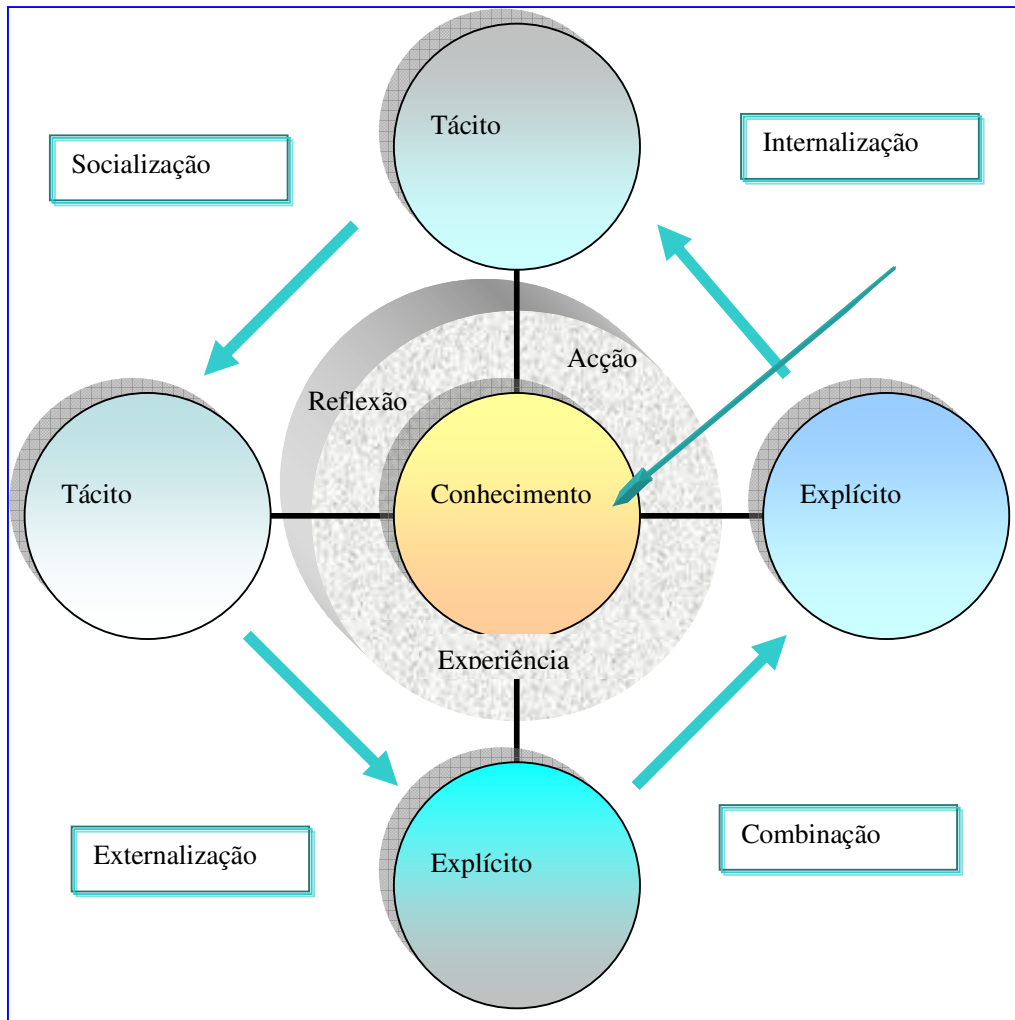 Tácito
Socialização
Internalização
Acção
Reflexão
Tácito
Conhecimento
Explícito
Experiência
Externalização
Explícito
Combinação